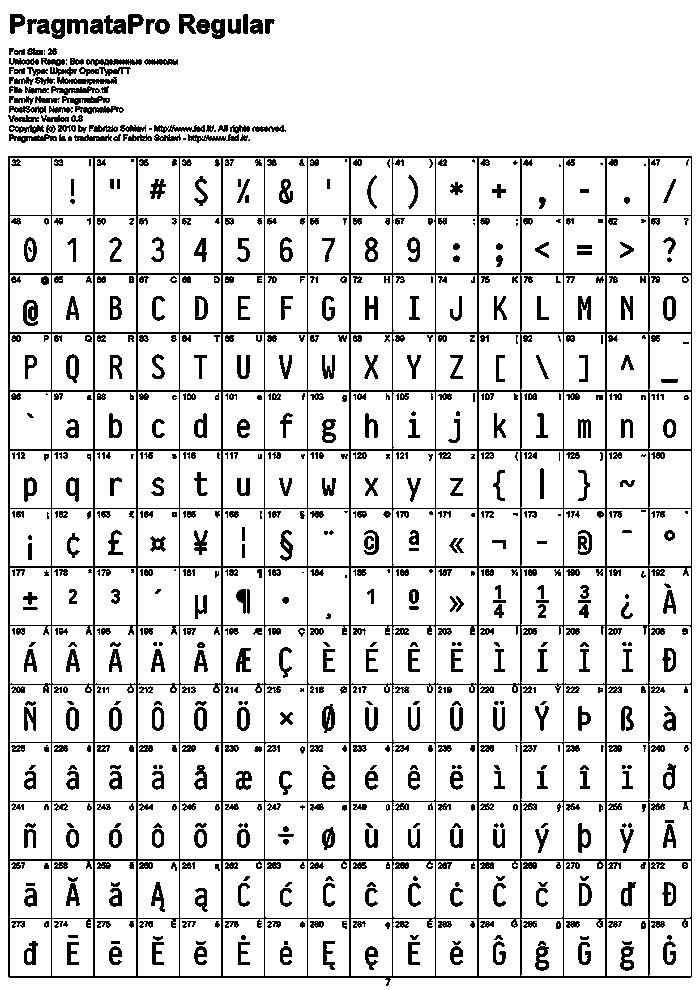 PragmataPro Regular
Font Size: 26
Unicode Range: Все определенные символы
Font Type: Шрифт OpenType/TT
Family Style: Моноширинный
File Name: PragmataPro.ttf
Family Name: PragmataPro
PostScript Name: PragmataPro
Version: Version 0.8
Copyright (c) 2010 by Fabrizio Schiavi - http://www.fsd.it/. All rights reserved.
PragmataPro is a trademark of Fabrizio Schiavi - http://www.fsd.it/.
32 33 ! 34 " 35 # 36 $ 37 % 38 & 39 ' 40 ( 41 ) 42 * 43 + 44 , 45 - 46 . 47 /
! " # $ % & ' ( ) * + , - . /
48 0 49 1 50 2 51 3 52 4 53 5 54 6 55 7 56 8 57 9 58 : 59 ; 60 < 61 = 62 > 63 ?
0 1 2 3 4 5 6 7 8 9 : ; < = > ?
64 @ 65 A 66 B 67 C 68 D 69 E 70 F 71 G 72 H 73 I 74 J 75 K 76 L 77 M 78 N 79 O
@ A B C D E F G H I J K L M N O
80 P 81 Q 82 R 83 S 84 T 85 U 86 V 87 W 88 X 89 Y 90 Z 91 [ 92 \ 93 ] 94 ^ 95 _
P Q R S T U V W X Y Z [ \ ] ^ _
96 ` 97 a 98 b 99 c 100 d 101 e 102 f 103 g 104 h 105 i 106 j 107 k 108 l 109 m 110 n 111 o
` a b c d e f g h i j k l m n o
112 p 113 q 114 r 115 s 116 t 117 u 118 v 119 w 120 x 121 y 122 z 123 { 124 | 125 } 126 ~ 160
p q r s t u v w x y z { | } ~
161 ¡ 162 ¢ 163 £ 164 ¤ 165 ¥ 166 ¦ 167 § 168 ¨ 169 © 170 ª 171 « 172 ¬ 173 - 174 ® 175 ¯ 176 °
¡ ¢ £ ¤ ¥ ¦ § ¨ © ª « ¬ - ® ¯ °
177 ± 178 ² 179 ³ 180 ´ 181 µ 182 ¶ 183 · 184 ¸ 185 ¹ 186 º 187 » 188 ¼ 189 ½ 190 ¾ 191 ¿ 192 À
± ² ³ ´ µ ¶ · ¸ ¹ º » ¼ ½ ¾ ¿ À
193 Á 194 Â 195 Ã 196 Ä 197 Å 198 Æ 199 Ç 200 È 201 É 202 Ê 203 Ë 204 Ì 205 Í 206 Î 207 Ï 208 Ð
Á Â Ã Ä Å Æ Ç È É Ê Ë Ì Í Î Ï Ð
209 Ñ 210 Ò 211 Ó 212 Ô 213 Õ 214 Ö 215 × 216 Ø 217 Ù 218 Ú 219 Û 220 Ü 221 Ý 222 Þ 223 ß 224 à
Ñ Ò Ó Ô Õ Ö × Ø Ù Ú Û Ü Ý Þ ß à
225 á 226 â 227 ã 228 ä 229 å 230 æ 231 ç 232 è 233 é 234 ê 235 ë 236 ì 237 í 238 î 239 ï 240 ð
á â ã ä å æ ç è é ê ë ì í î ï ð
241 ñ 242 ò 243 ó 244 ô 245 õ 246 ö 247 ÷ 248 ø 249 ù 250 ú 251 û 252 ü 253 ý 254 þ 255 ÿ 256 Ā
ñ ò ó ô õ ö ÷ ø ù ú û ü ý þ ÿ Ā
257 ā 258 Ă 259 ă 260 Ą 261 ą 262 Ć 263 ć 264 Ĉ 265 ĉ 266 Ċ 267 ċ 268 Č 269 č 270 Ď 271 ď 272 Đ
ā Ă ă Ą ą Ć ć Ĉ ĉ Ċ ċ Č č Ď ď Đ
273 đ 274 Ē 275 ē 276 Ĕ 277 ĕ 278 Ė 279 ė 280 Ę 281 ę 282 Ě 283 ě 284 Ĝ 285 ĝ 286 Ğ 287 ğ 288 Ġ
đ Ē ē Ĕ ĕ Ė ė Ę ę Ě ě Ĝ ĝ Ğ ğ Ġ
7